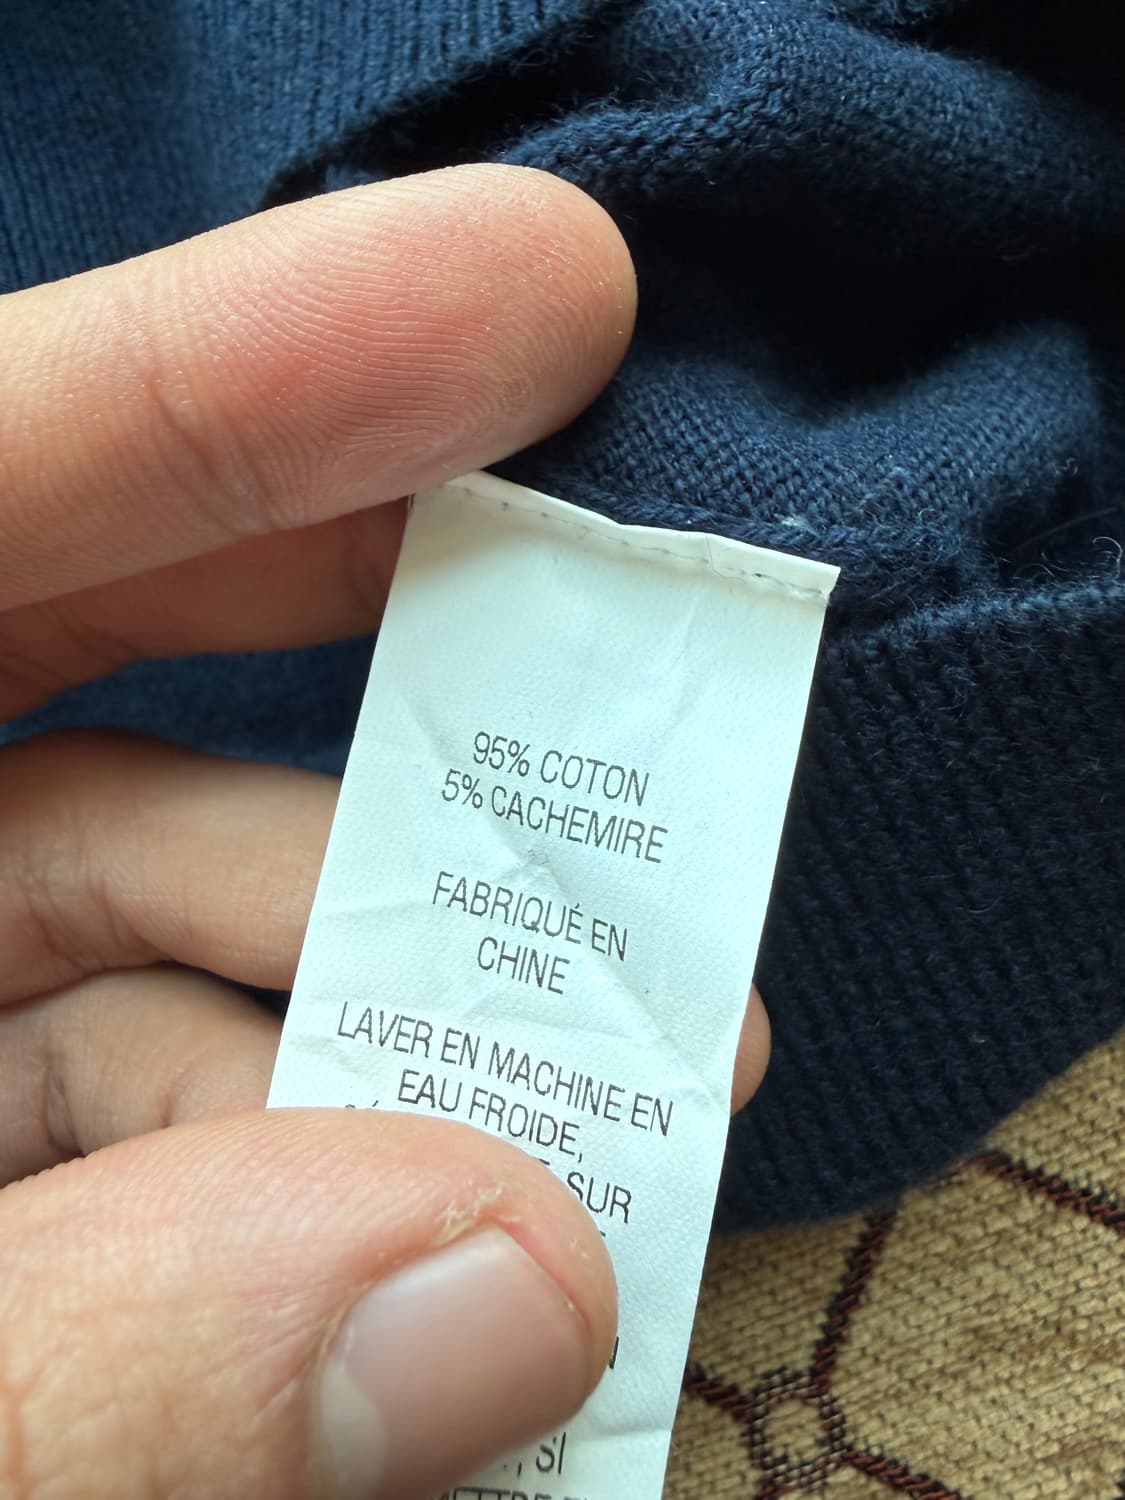 95% COTON
5% CACHEMIRE
FABRIQUÉ EN
CHINE
LAVER EN MACHINE EN
EAU FROIDE,
SUR
SI